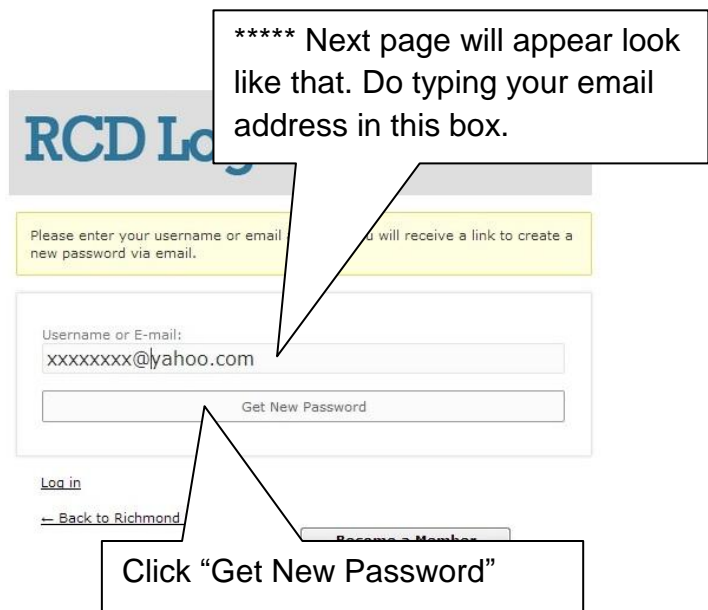 ***** Next page will appear look
like that. Do typing your email
address in this box.
RCD
Please enter your username or email will receive a link to create a
new password via email.
Username or E-mail:
xxxxxxxx@yahoo.com
Get New Password
Log in
← Back to Richmond
Become a Member
Click “Get New Password”